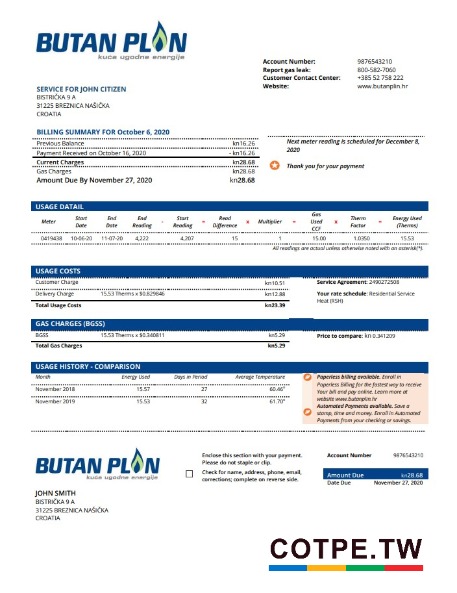 BUTAN PLIN
kuće ugodne energije
Account Number: 9876543210
Report gas leak: 800-582-7060
Customer Contact Center: +385 52 758 222
Website: www.butanplin.hr
SERVICE FOR JOHN CITIZEN
BISTRIČKA 9 A
31225 BREZNICA NAŠIČKA
CROATIA
BILLING SUMMARY FOR October 6, 2020
Previous Balance kn16.26
Payment Received on October 16, 2020 - kn16.26
Current Charges kn28.68
Gas Charges kn28.68
Amount Due By November 27, 2020 kn28.68
Next meter reading is scheduled for December 8,
2020
Thank you for your payment
USAGE DATAIL
Meter Start Date End Date End Reading - Start Reading = Read Difference x Multiplier = Gas Used CCF x Therm Factor = Energy Used (Therms)
0419438 10-06-20 11-07-20 4,222 4,207 15 1 15.00 1.0350 15.53
All readings are actual unless otherwise noted with on asterisk(*).
USAGE COSTS
Customer Charge kn10.51
Delivery Charge 15.53 Therms x $0.829846 kn12.88
Total Usage Costs kn23.39
Service Agreement: 2490272508
Your rate schedule: Residential Service
Heat (RSH)
GAS CHARGES (BGSS)
BGSS 15.53 Therms x $0.340811 kn5.29
Total Gas Charges kn5.29
Price to compare: kn 0.341209
USAGE HISTORY - COMPARISON
Month Energy Used Days in Period Average Temperature
November 2018 15.57 27 60.46°
November 2019 15.53 32 61.70°
Paperless billing available. Enroll in
Paperless Billing for the fastest way to receive
Your bill and pay online. Learn more at
website www.butanplin.hr
Automated Payments available. Save a
stamp, time and money. Enroll in Automated
Payments from your checking or savings.
BUTAN PLIN
kuće ugodne energije
Enclose this section with your payment.
Please do not staple or clip.
Check for name, address, phone, email,
corrections; complete on reverse side.
Account Number 9876543210
Amount Due kn28.68
Date Due November 27, 2020
JOHN SMITH
BISTRIČKA 9 A
31225 BREZNICA NAŠIČKA
CROATIA
COTPE.TW